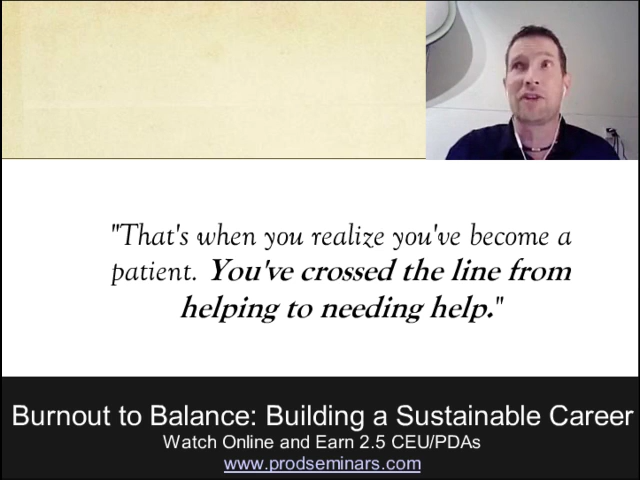 "That's when you realize you've become a
patient. You've crossed the line from
helping to needing help."
Burnout to Balance: Building a Sustainable Career
Watch Online and Earn 2.5 CEU/PDAs
www.prodseminars.com